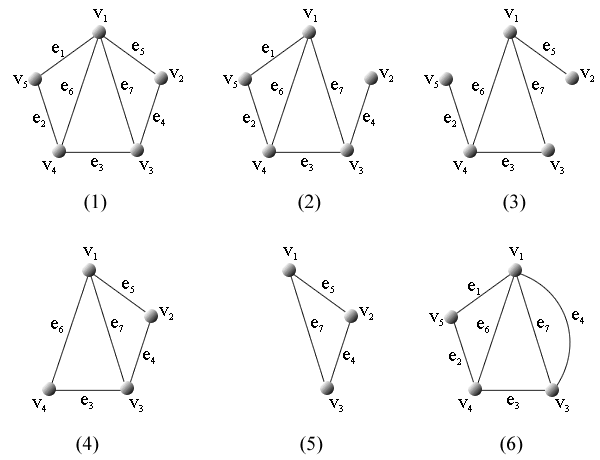 v₁
e₁ e₅
v₅ v₂
e₆ e₇
e₂ e₄
v₄ e₃ v₃
(1)
v₁
e₁
v₅ v₂
e₆ e₇
e₂ e₄
v₄ e₃ v₃
(2)
v₁
e₅
v₅ v₂
e₆ e₇
e₂
v₄ e₃ v₃
(3)
v₁
e₅
v₂
e₆ e₇
e₄
v₄ e₃ v₃
(4)
v₁
e₅
v₂
e₇
e₄
v₃
(5)
v₁
e₁
v₅ e₄
e₆ e₇
e₂
v₄ e₃ v₃
(6)